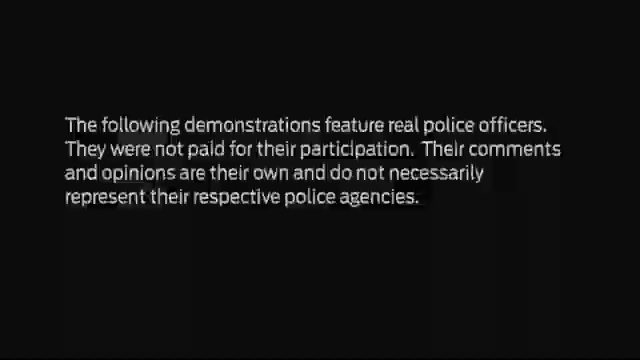 The following demonstrations feature real police officers.
They were not paid for their participation.  Their comments
and opinions are their own and do not necessarily
represent their respective police agencies.